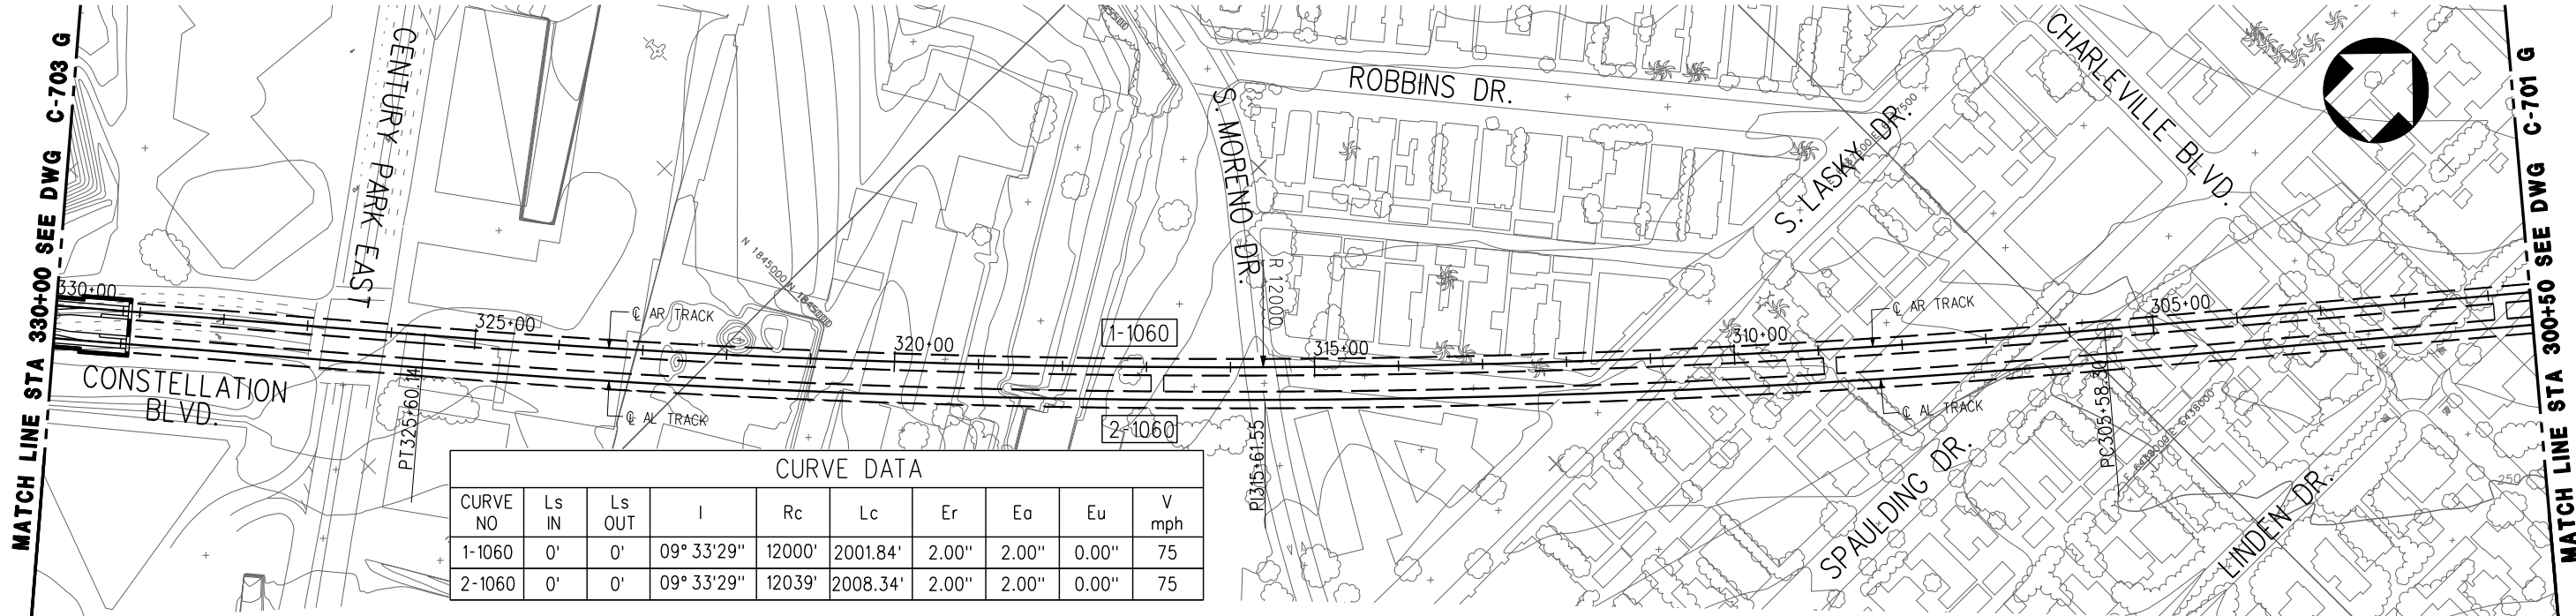 MATCH LINE STA 330+00 SEE DWG C-703 G
CENTURY PARK EAST
CONSTELLATION
BLVD.
330+00
325+00
320+00
315+00
310+00
305+00
℄ AR TRACK
℄ AL TRACK
PT325+60.14
N 1845000
1-1060
2-1060
S. MORENO DR.
R 12000
PI315+61.55
ROBBINS DR.
S. LASKY DR.
CHARLEVILLE BLVD.
℄ AR TRACK
℄ AL TRACK
SPAULDING DR.
LINDEN DR.
PC305+58.30
E 6438000
250
MATCH LINE STA 300+50 SEE DWG C-701 G
CURVE DATA
CURVE NO Ls IN Ls OUT I Rc Lc Er Ea Eu V mph
1-1060 0' 0' 09° 33'29" 12000' 2001.84' 2.00" 2.00" 0.00" 75
2-1060 0' 0' 09° 33'29" 12039' 2008.34' 2.00" 2.00" 0.00" 75